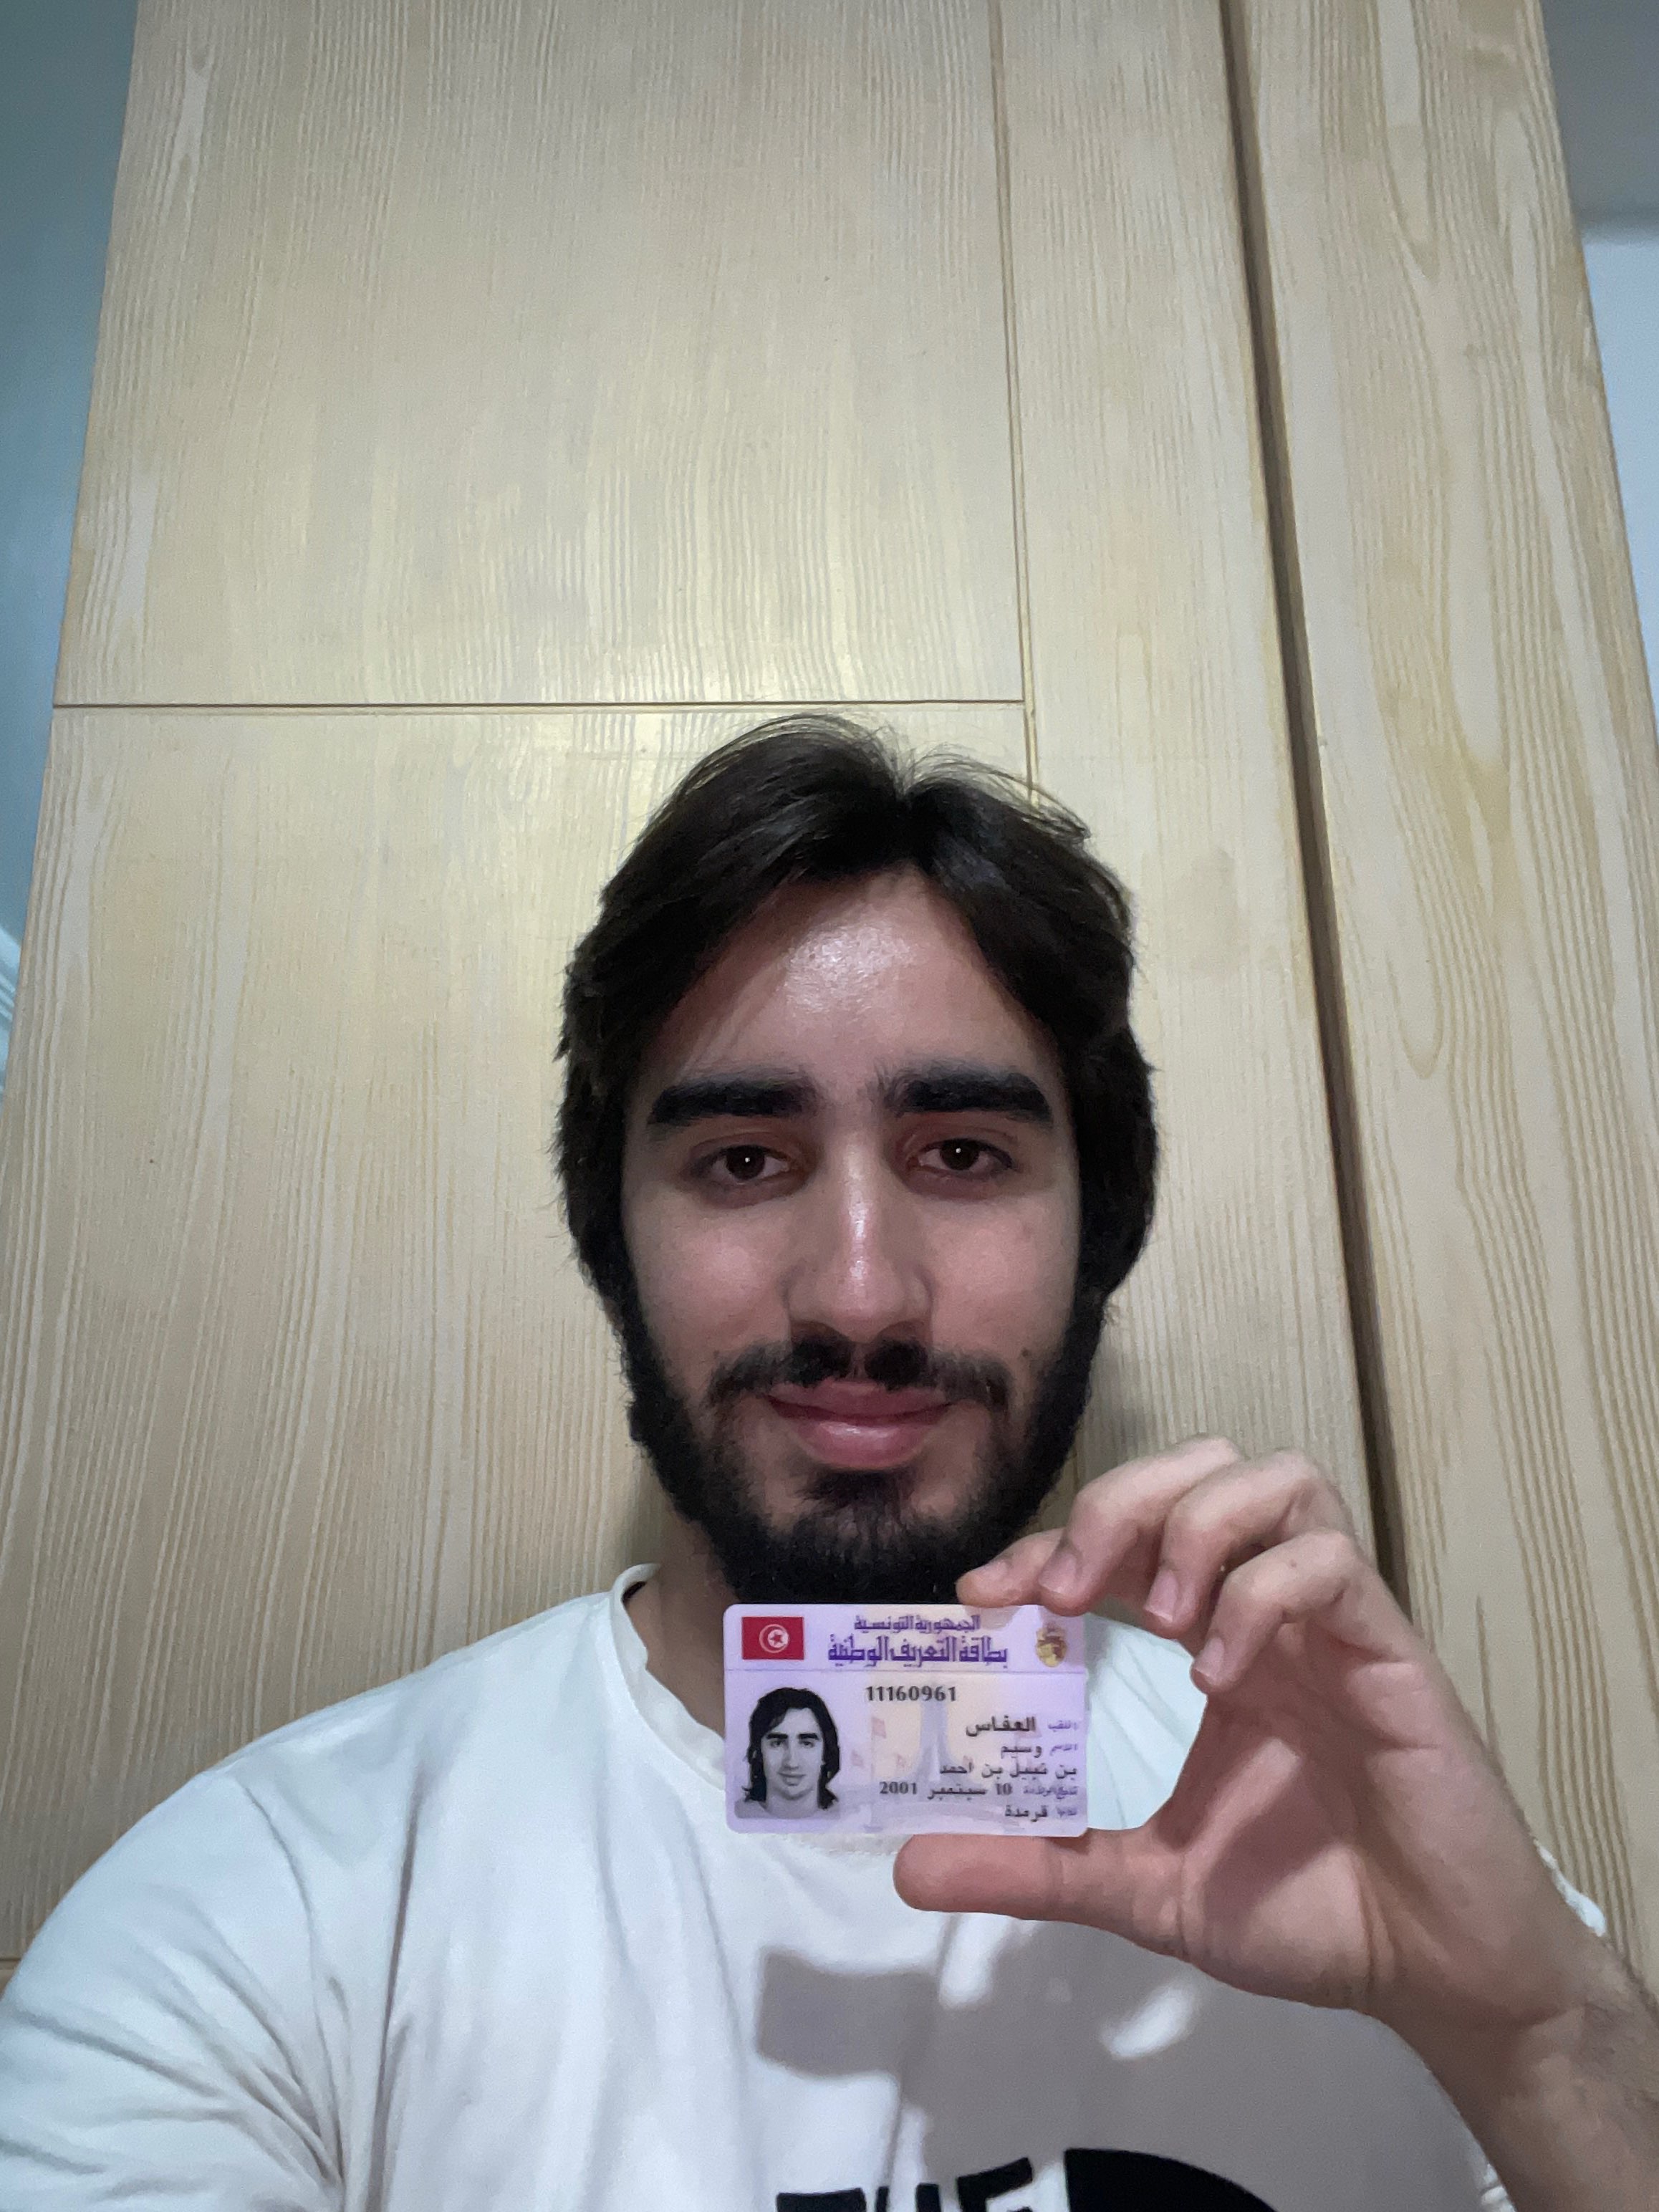 الجمهورية التونسية
بطاقة التعريف الوطنية
11160961
اللقب العفاس
الاسم وسيم
بن نبيل بن احمد
تاريخ الولادة 10 سبتمبر 2001
مكانها قرمدة
THE